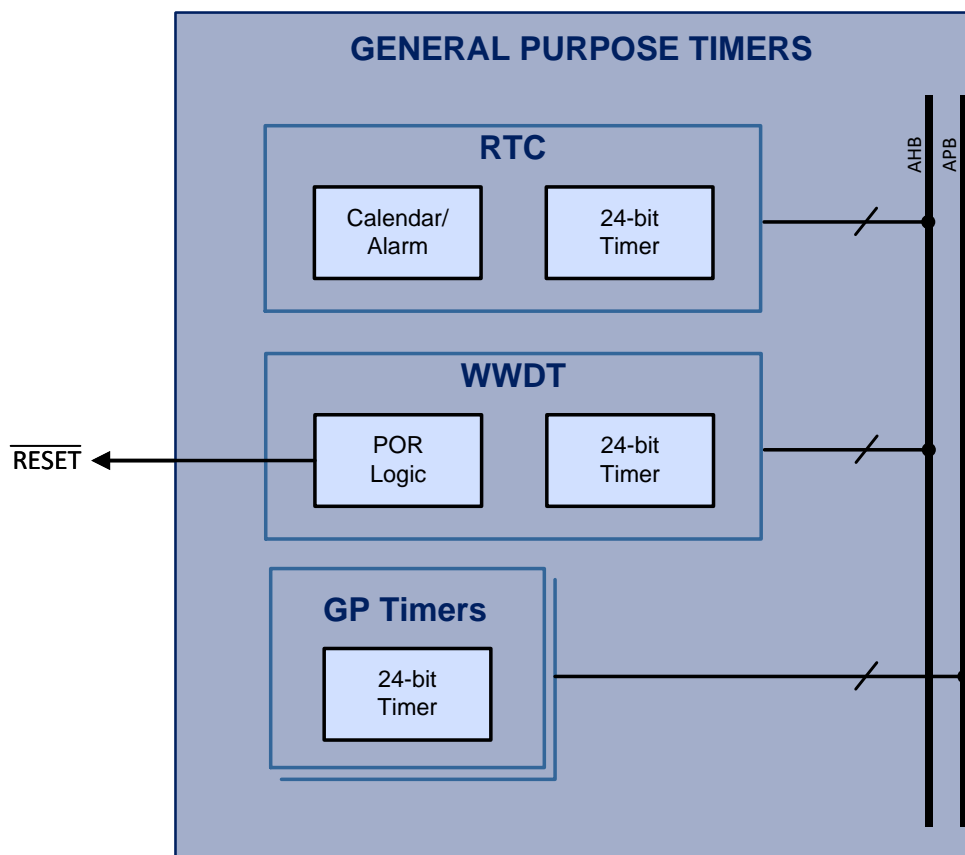 GENERAL PURPOSE TIMERS
AHB
APB
RTC
Calendar/
Alarm
24-bit
Timer
WWDT
RESET
POR
Logic
24-bit
Timer
GP Timers
24-bit
Timer